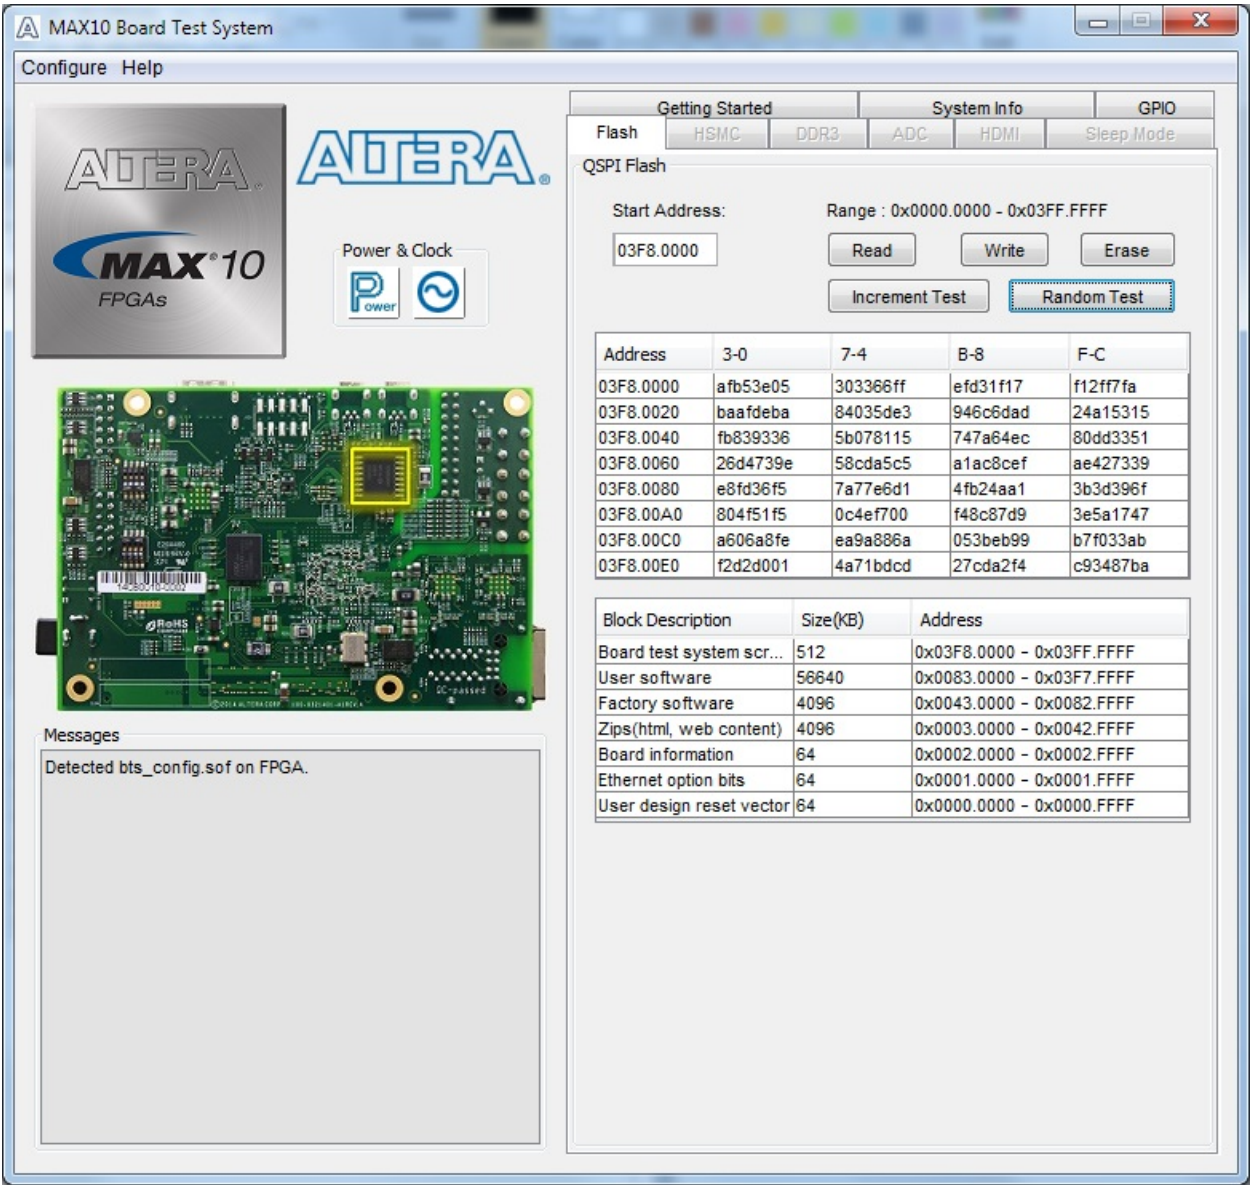 MAX10 Board Test System
Configure Help
ALTERA®
MAX®10
FPGAs
ALTERA®
Power & Clock
Power
RoHS
QC-passed
Messages
Detected bts_config.sof on FPGA.
Getting Started System Info GPIO
Flash HSMC DDR3 ADC HDMI Sleep Mode
QSPI Flash
Start Address: Range : 0x0000.0000 - 0x03FF.FFFF
03F8.0000 Read Write Erase
Increment Test Random Test
Address 3-0 7-4 B-8 F-C
03F8.0000 afb53e05 303366ff efd31f17 f12ff7fa
03F8.0020 baafdeba 84035de3 946c6dad 24a15315
03F8.0040 fb839336 5b078115 747a64ec 80dd3351
03F8.0060 26d4739e 58cda5c5 a1ac8cef ae427339
03F8.0080 e8fd36f5 7a77e6d1 4fb24aa1 3b3d396f
03F8.00A0 804f51f5 0c4ef700 f48c87d9 3e5a1747
03F8.00C0 a606a8fe ea9a886a 053beb99 b7f033ab
03F8.00E0 f2d2d001 4a71bdcd 27cda2f4 c93487ba
Block Description Size(KB) Address
Board test system scr... 512 0x03F8.0000 - 0x03FF.FFFF
User software 56640 0x0083.0000 - 0x03F7.FFFF
Factory software 4096 0x0043.0000 - 0x0082.FFFF
Zips(html, web content) 4096 0x0003.0000 - 0x0042.FFFF
Board information 64 0x0002.0000 - 0x0002.FFFF
Ethernet option bits 64 0x0001.0000 - 0x0001.FFFF
User design reset vector 64 0x0000.0000 - 0x0000.FFFF